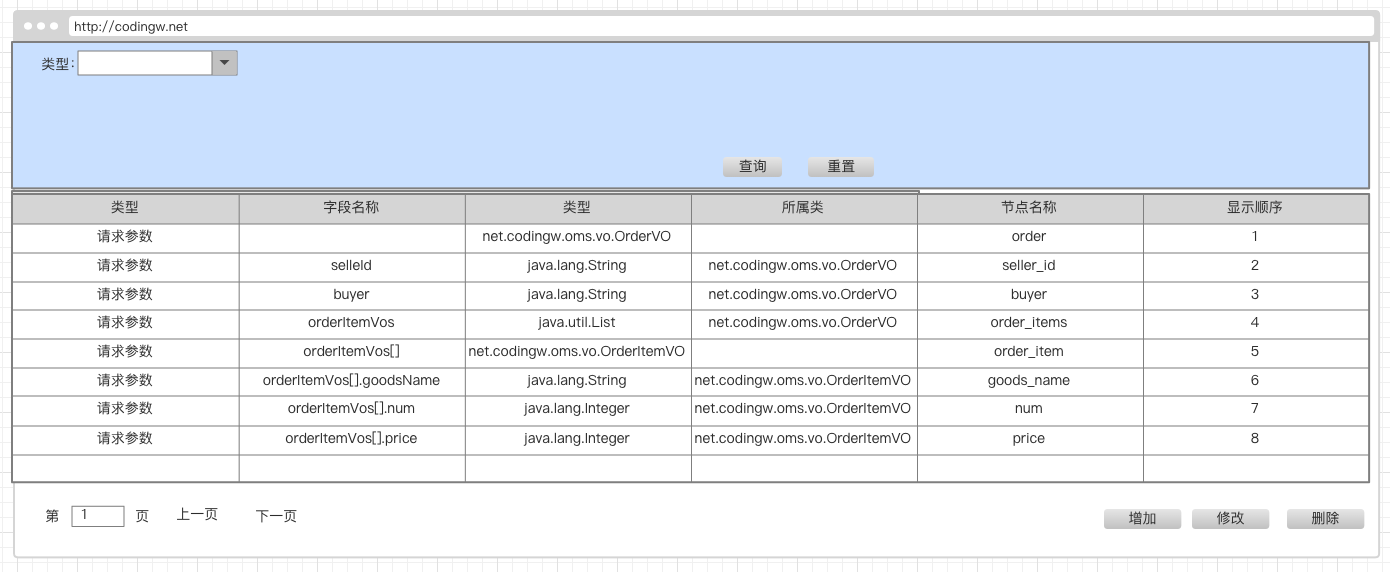 http://codingw.net
类型：
查询 重置
类型 字段名称 类型 所属类 节点名称 显示顺序
请求参数 net.codingw.oms.vo.OrderVO order 1
请求参数 selleId java.lang.String net.codingw.oms.vo.OrderVO seller_id 2
请求参数 buyer java.lang.String net.codingw.oms.vo.OrderVO buyer 3
请求参数 orderItemVos java.util.List net.codingw.oms.vo.OrderVO order_items 4
请求参数 orderItemVos[] net.codingw.oms.vo.OrderItemVO order_item 5
请求参数 orderItemVos[].goodsName java.lang.String net.codingw.oms.vo.OrderItemVO goods_name 6
请求参数 orderItemVos[].num java.lang.Integer net.codingw.oms.vo.OrderItemVO num 7
请求参数 orderItemVos[].price java.lang.Integer net.codingw.oms.vo.OrderItemVO price 8
第 1 页 上一页 下一页 增加 修改 删除